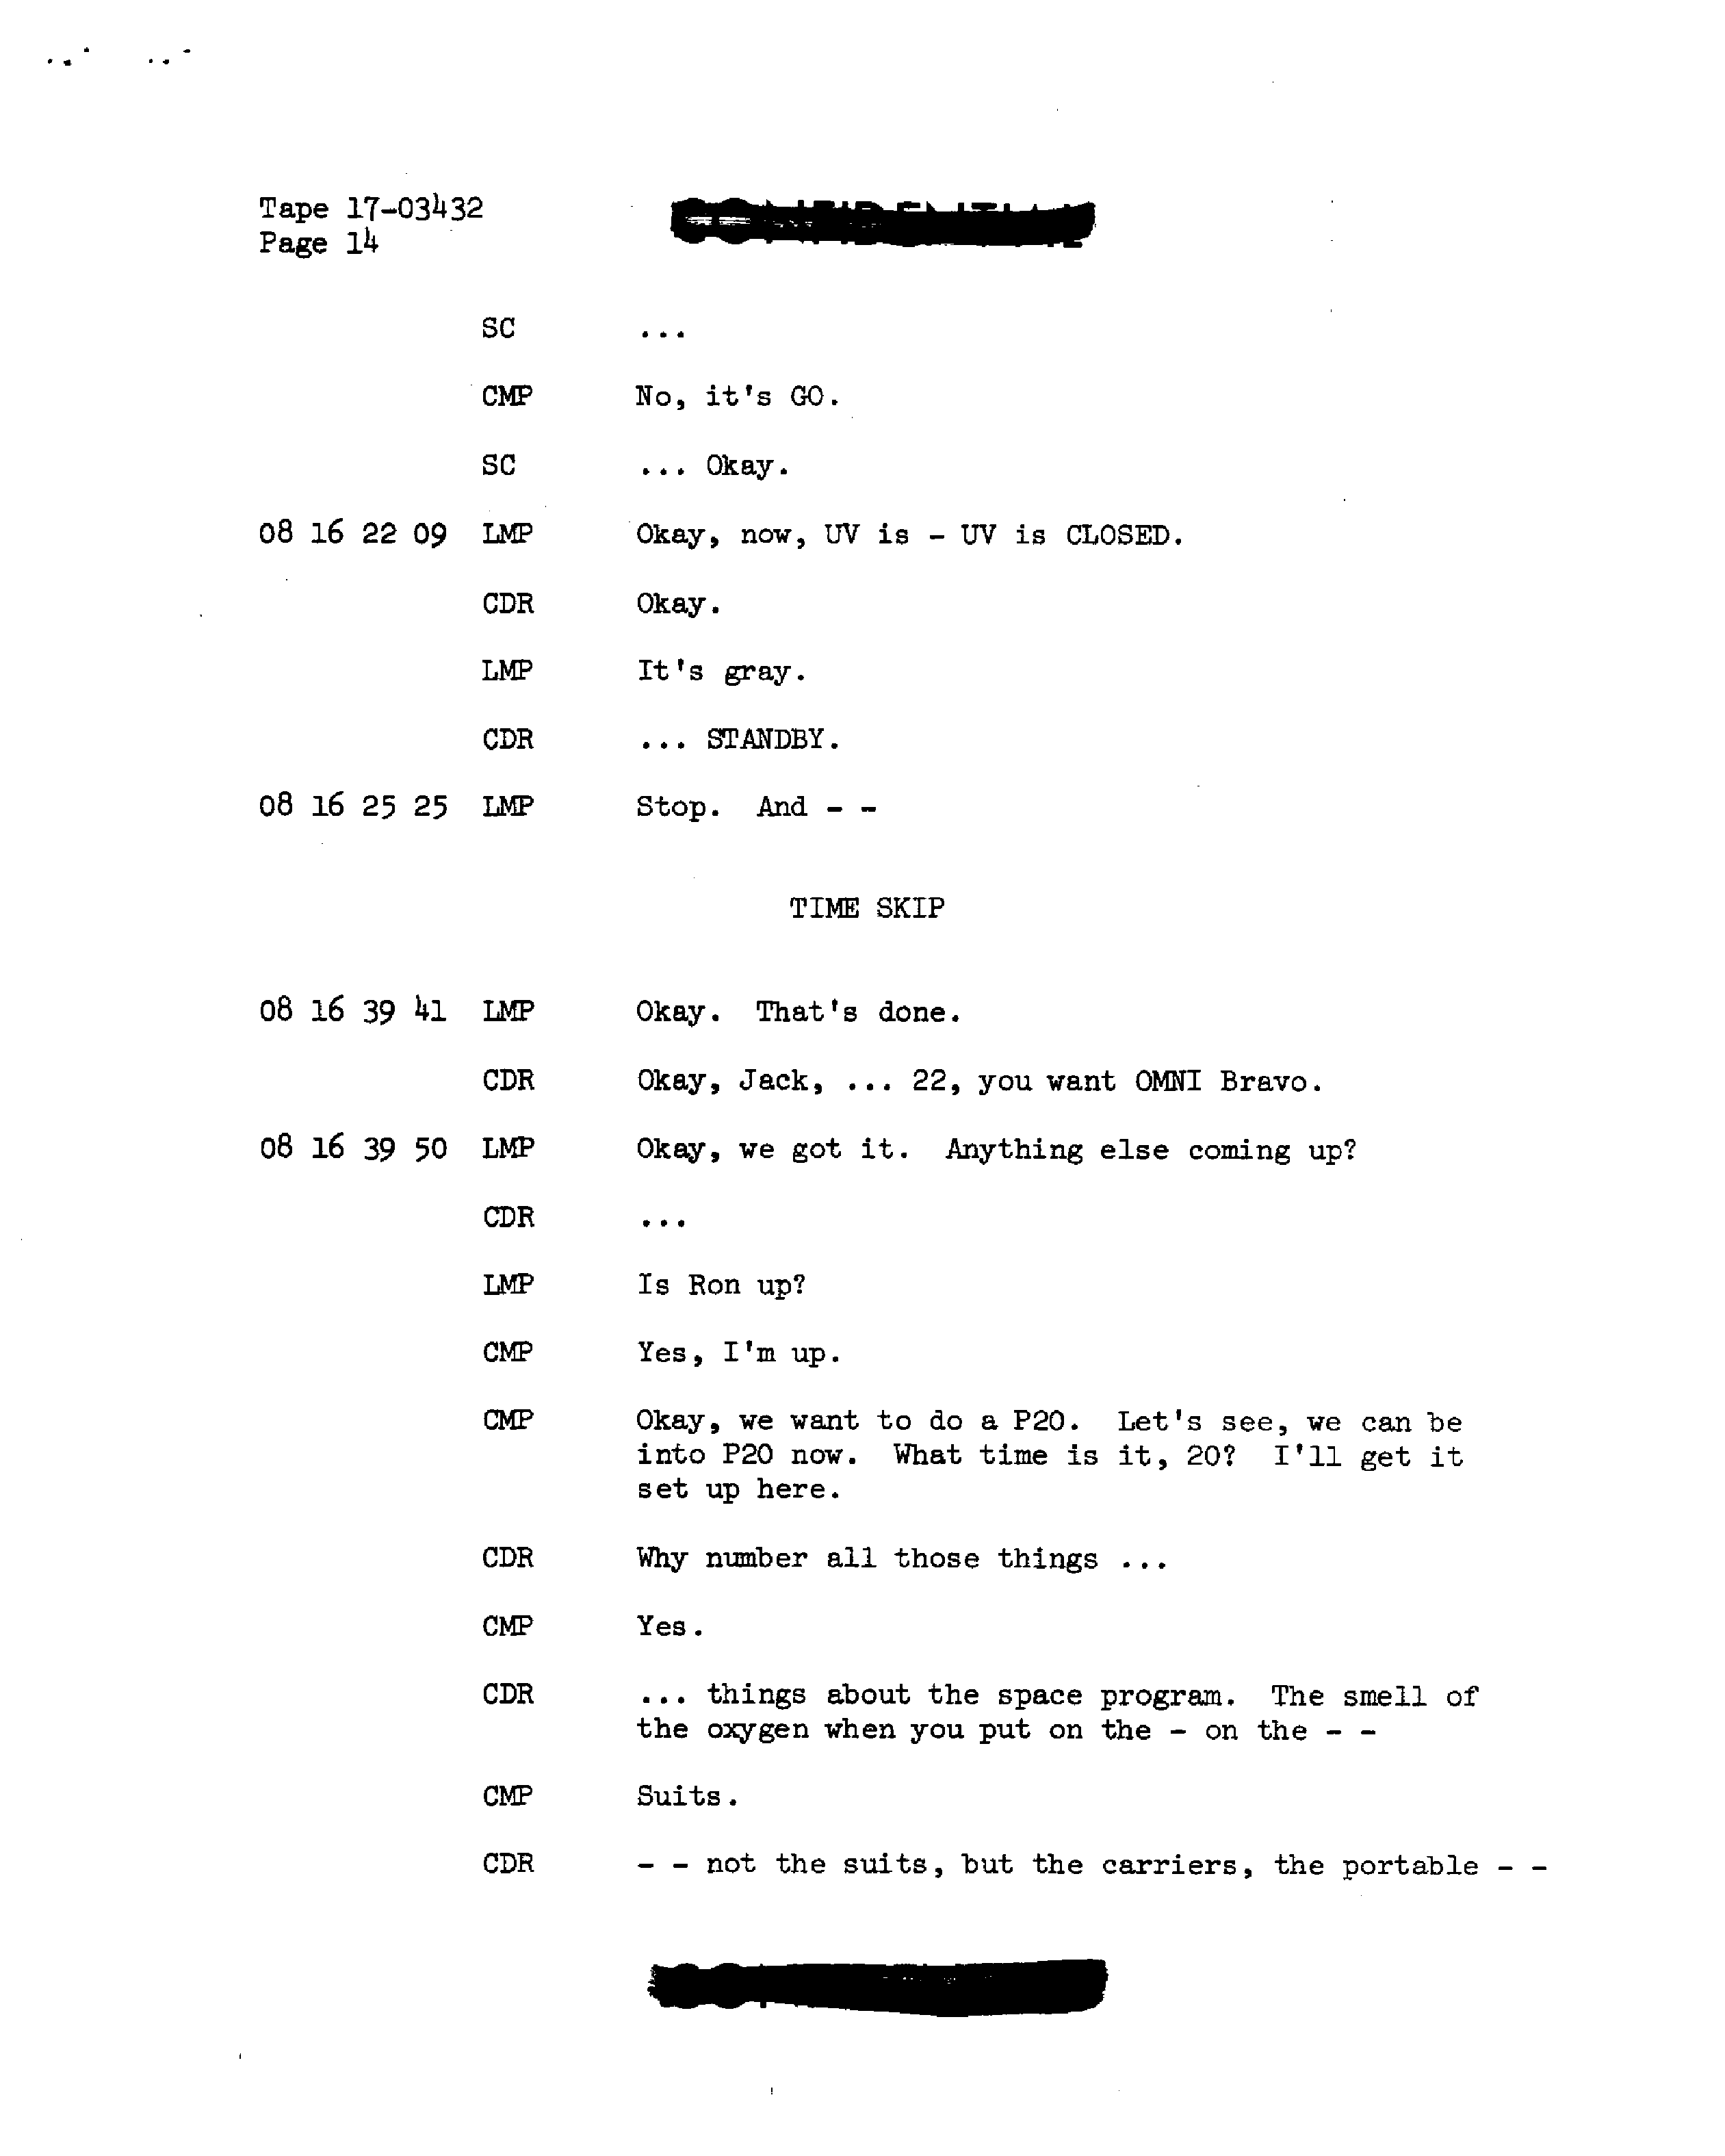 Tape 17-03432
Page 14
SC ...
CMP No, it's GO.
SC ... Okay.
08 16 22 09 LMP Okay, now, UV is - UV is CLOSED.
CDR Okay.
LMP It's gray.
CDR ... STANDBY.
08 16 25 25 LMP Stop. And - -
TIME SKIP
08 16 39 41 LMP Okay. That's done.
CDR Okay, Jack, ... 22, you want OMNI Bravo.
08 16 39 50 LMP Okay, we got it. Anything else coming up?
CDR ...
LMP Is Ron up?
CMP Yes, I'm up.
CMP Okay, we want to do a P20. Let's see, we can be
into P20 now. What time is it, 20? I'll get it
set up here.
CDR Why number all those things ...
CMP Yes.
CDR ... things about the space program. The smell of
the oxygen when you put on the - on the - -
CMP Suits.
CDR - - not the suits, but the carriers, the portable - -